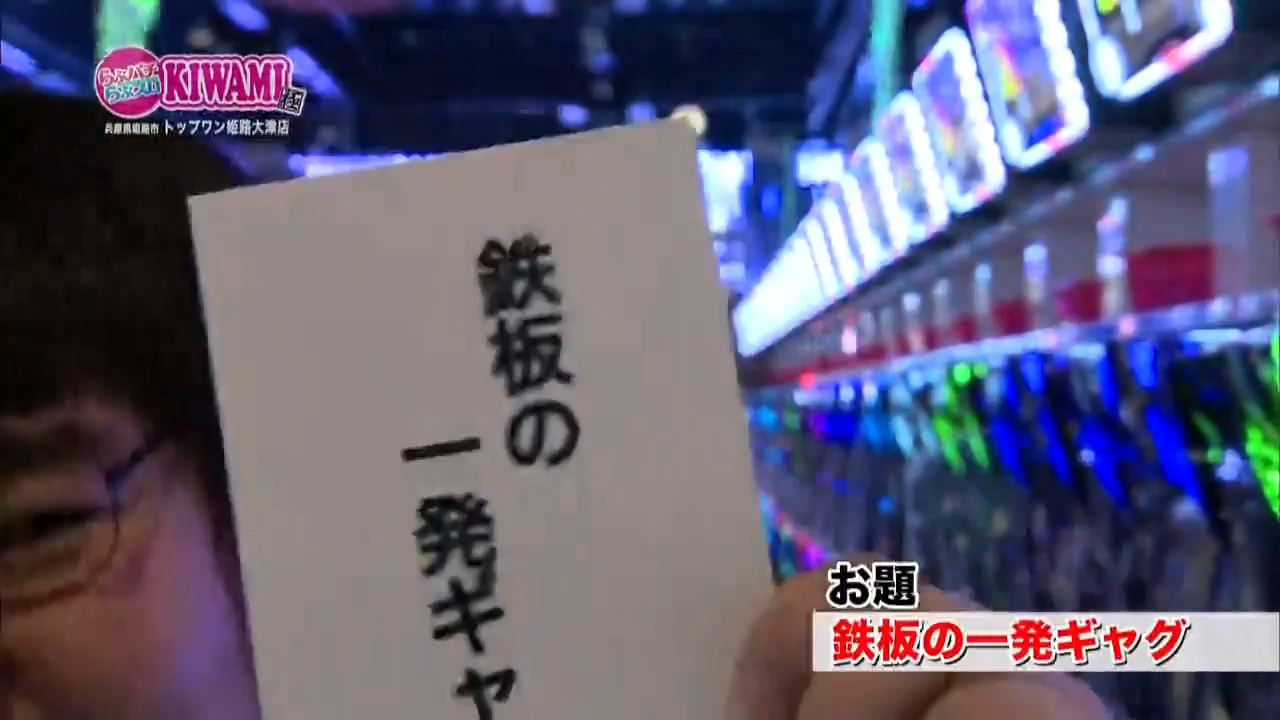 らぶパチ
らぶスロ
KIWAMI
極
兵庫県姫路市 トップワン姫路大津店
鉄板の
一発ギャ
お題
鉄板の一発ギャグ